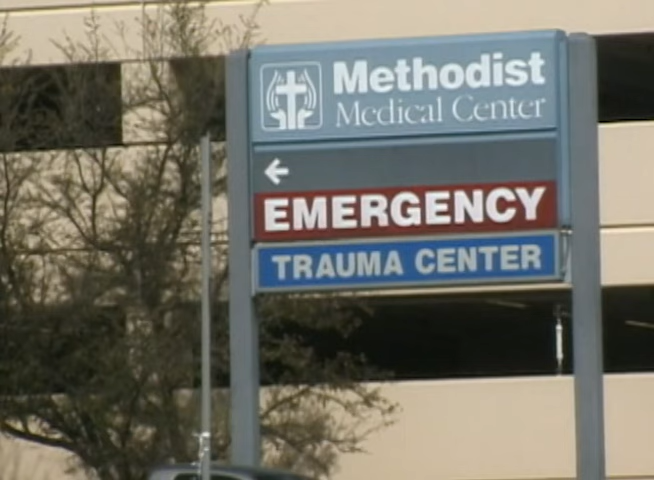 Methodist
Medical Center
←
EMERGENCY
TRAUMA CENTER